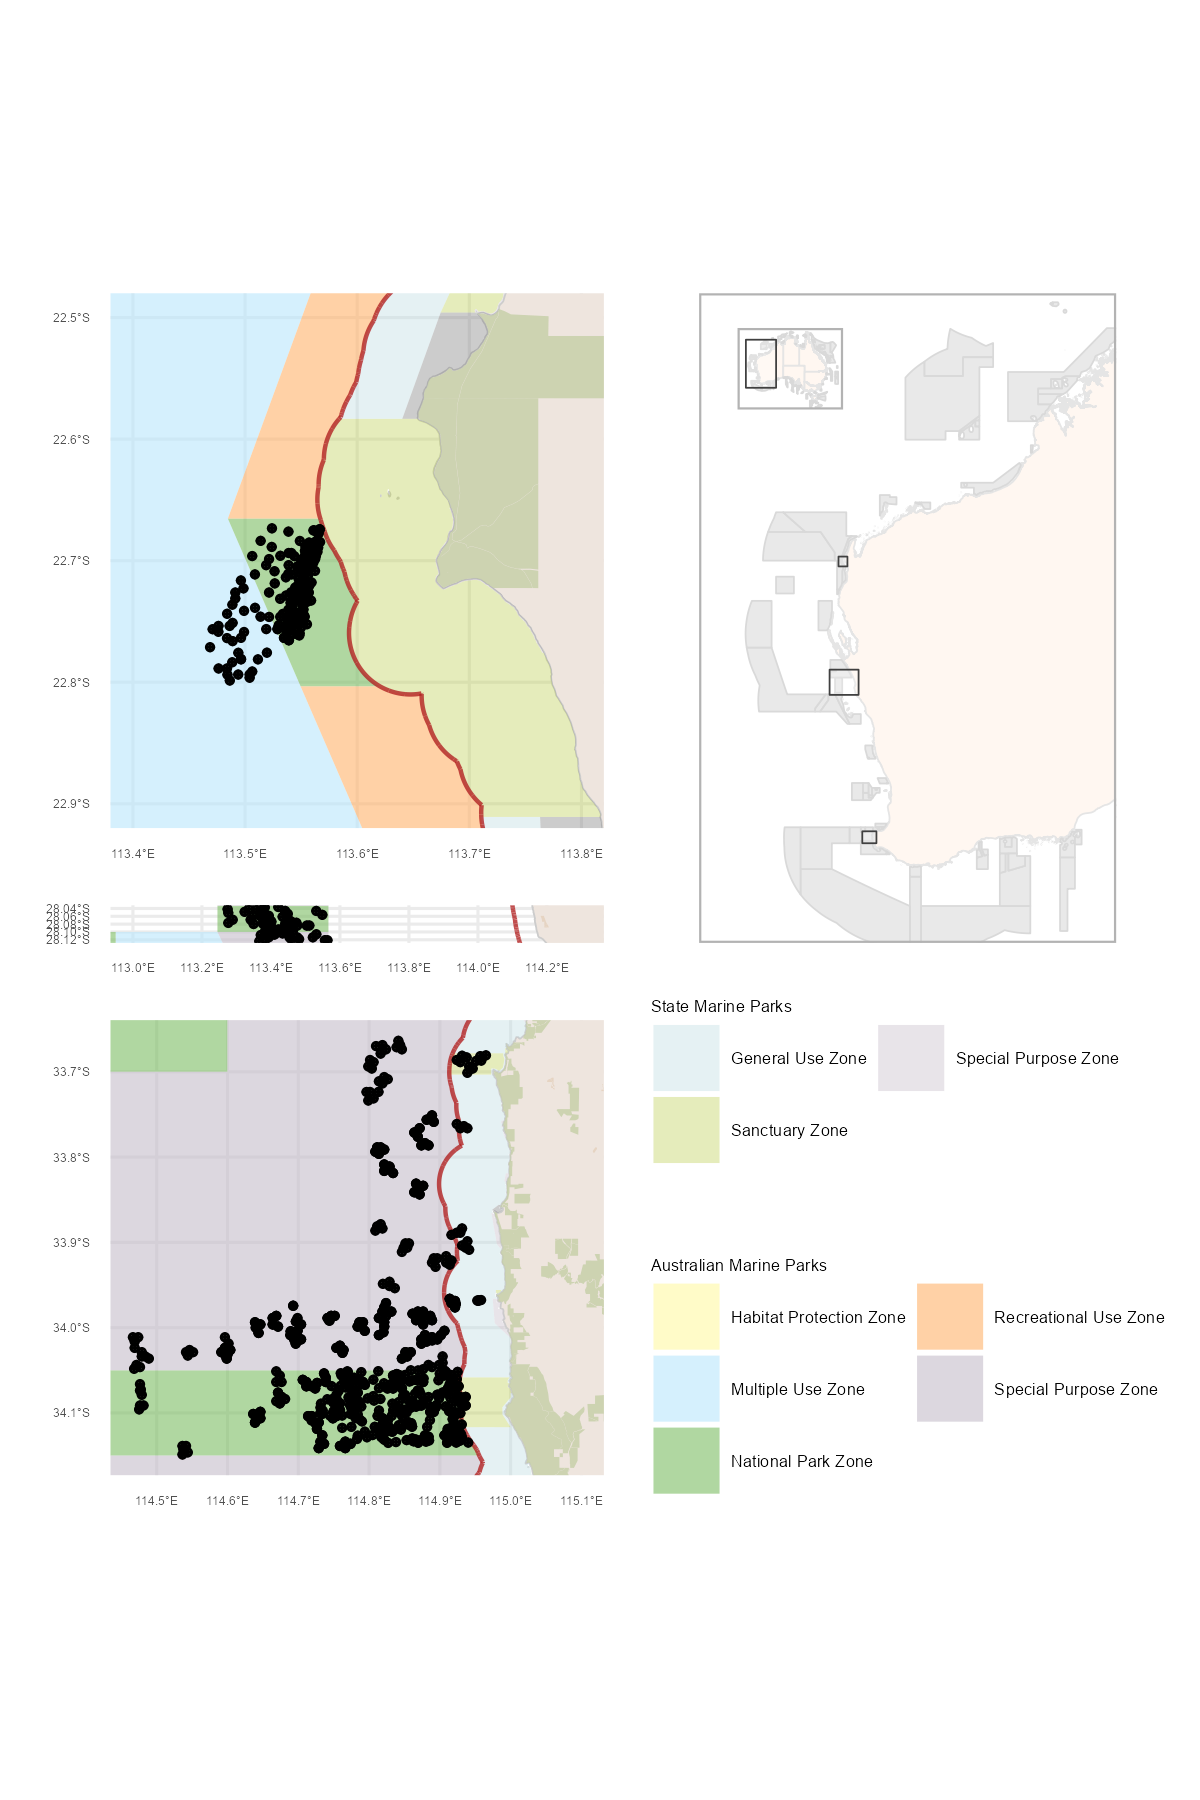 22.5°S
22.6°S
22.7°S
22.8°S
22.9°S
113.4°E 113.5°E 113.6°E 113.7°E 113.8°E
28.04°S
28.06°S
28.08°S
28.10°S
28.12°S
113.0°E 113.2°E 113.4°E 113.6°E 113.8°E 114.0°E 114.2°E
33.7°S
33.8°S
33.9°S
34.0°S
34.1°S
114.5°E 114.6°E 114.7°E 114.8°E 114.9°E 115.0°E 115.1°E
State Marine Parks
General Use Zone Special Purpose Zone
Sanctuary Zone
Australian Marine Parks
Habitat Protection Zone Recreational Use Zone
Multiple Use Zone Special Purpose Zone
National Park Zone